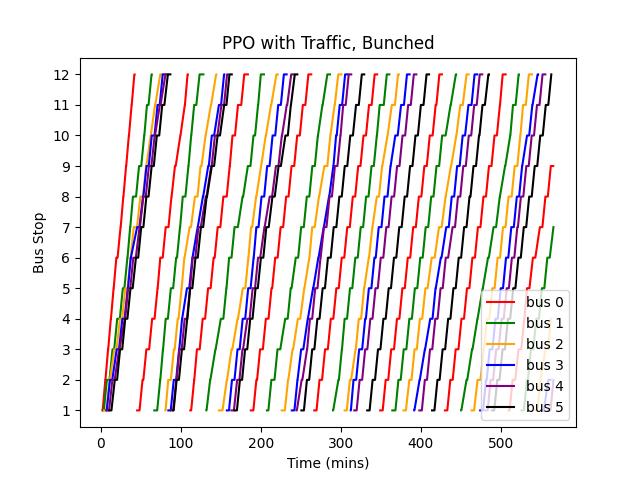 PPO with Traffic, Bunched
Bus Stop
12
11
10
9
8
7
6
5
4
3
2
1
bus 0
bus 1
bus 2
bus 3
bus 4
bus 5
0 100 200 300 400 500
Time (mins)